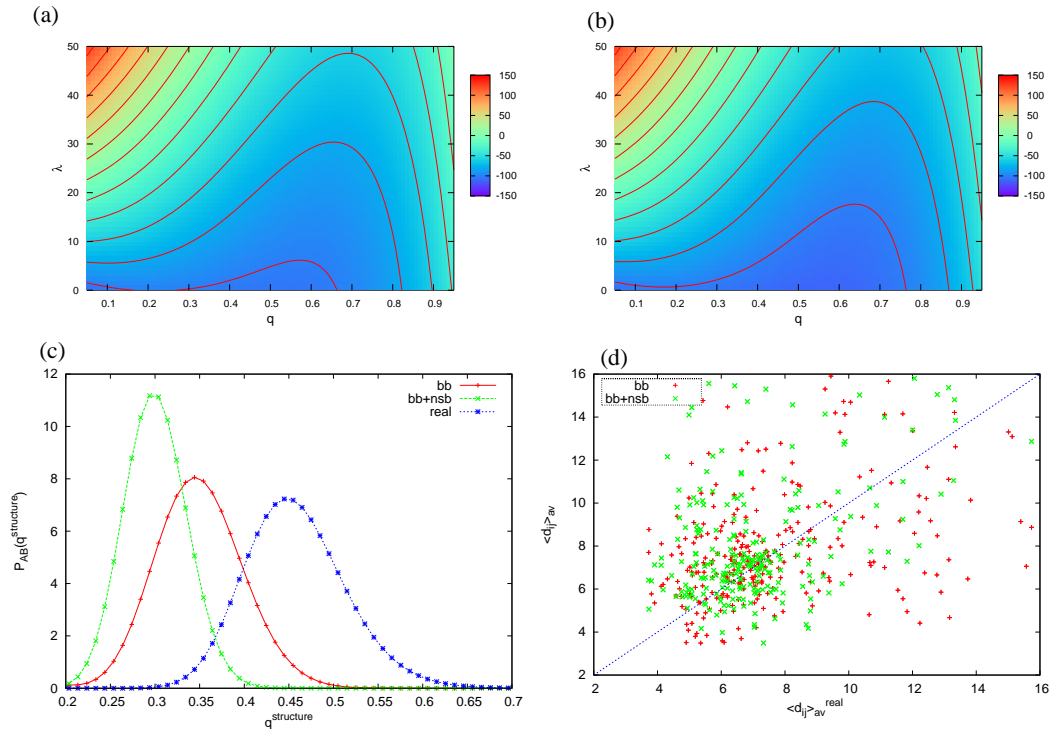 (a)
50
40
30
20
10
0
λ
0.1 0.2 0.3 0.4 0.5 0.6 0.7 0.8 0.9
q
150
100
50
0
-50
-100
-150
(b)
50
40
30
20
10
0
λ
0.1 0.2 0.3 0.4 0.5 0.6 0.7 0.8 0.9
q
150
100
50
0
-50
-100
-150
(c)
12
10
8
6
4
2
0
P_AB(q^structure)
bb
bb+nsb
real
0.2 0.25 0.3 0.35 0.4 0.45 0.5 0.55 0.6 0.65 0.7
q^structure
(d)
16
14
12
10
8
6
4
2
<d_ij>_av
bb
bb+nsb
2 4 6 8 10 12 14 16
<d_ij>_av^real